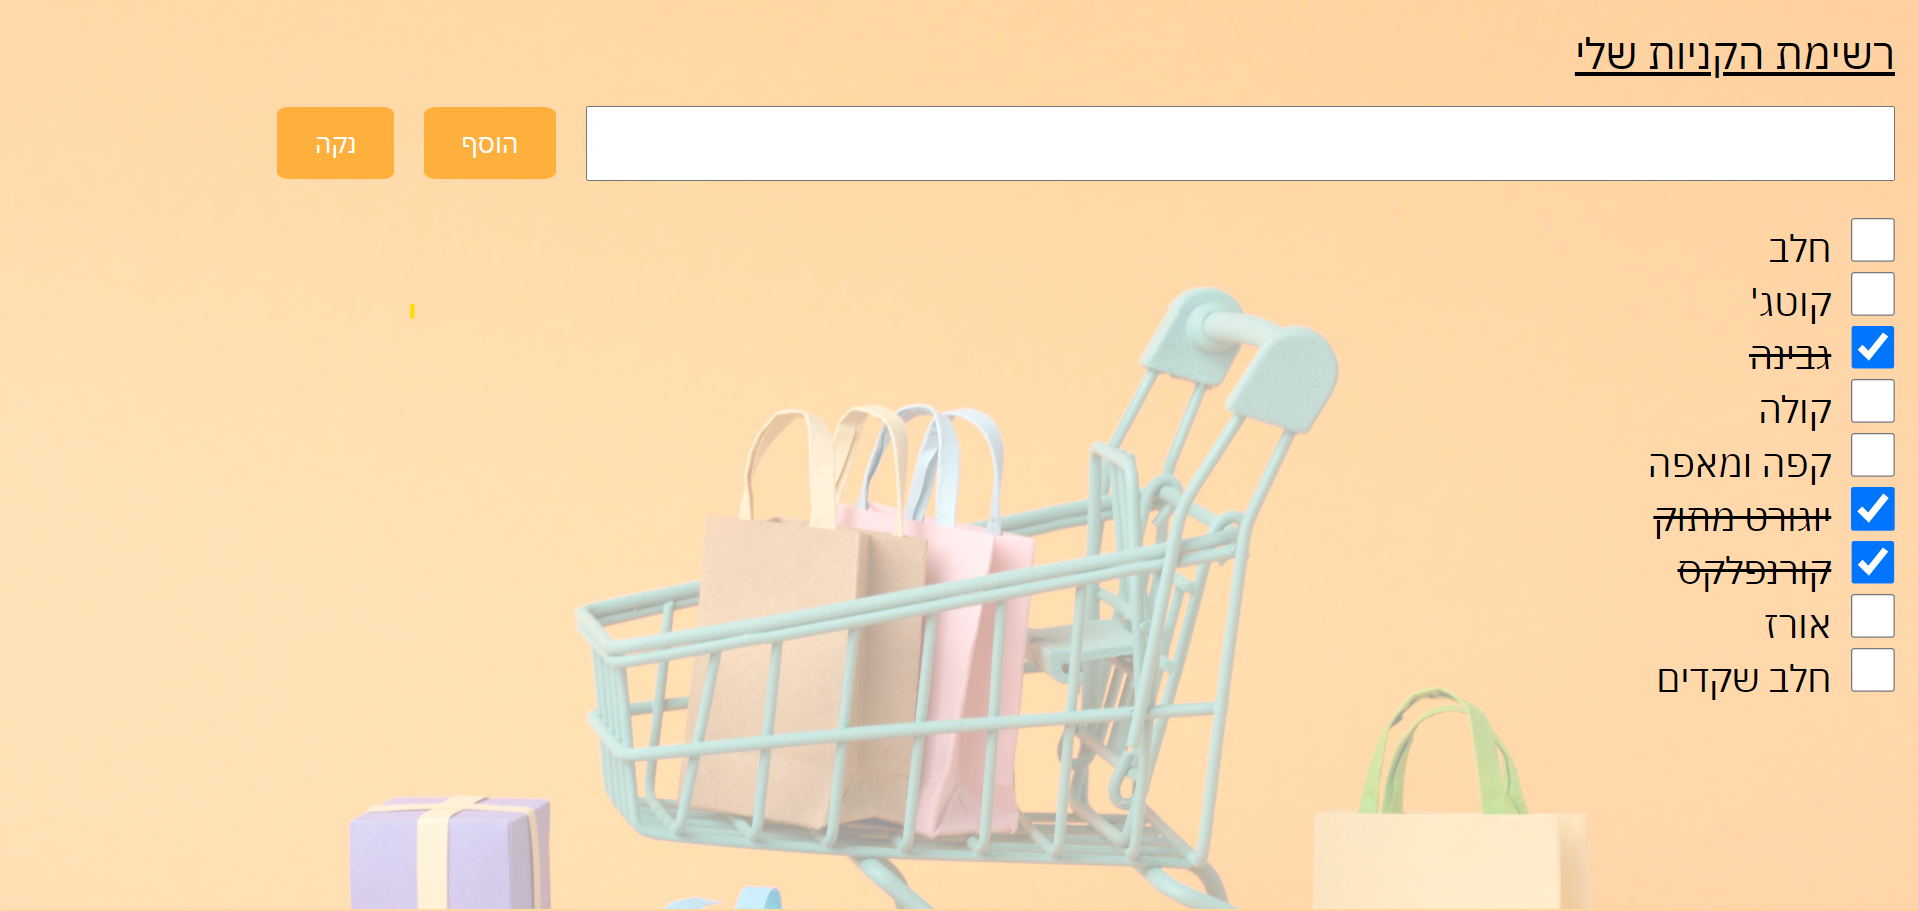 רשימת הקניות שלי
הוסף
נקה
חלב
קוטג'
גבינה
קולה
קפה ומאפה
יוגורט מתוק
קורנפלקס
אורז
חלב שקדים